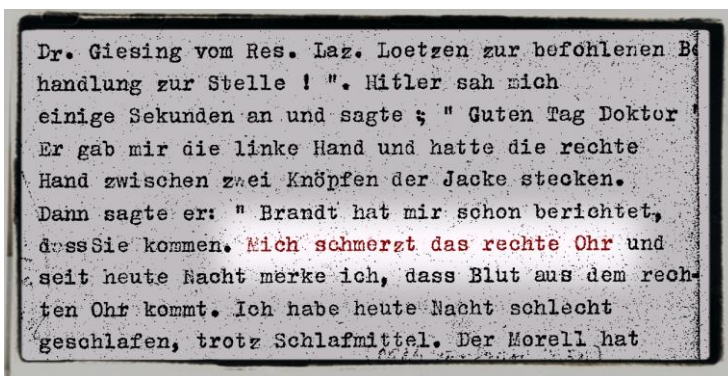 Dr. Giesing vom Res. Laz. Loetzen zur befohlenen Be
handlung zur Stelle ! ". Hitler sah mich
einige Sekunden an und sagte ; " Guten Tag Doktor "
Er gab mir die linke Hand und hatte die rechte
Hand zwischen zwei Knöpfen der Jacke stecken.
Dann sagte er: " Brandt hat mir schon berichtet,
dassSie kommen. Mich schmerzt das rechte Ohr und
seit heute Nacht merke ich, dass Blut aus dem rech-
ten Ohr kommt. Ich habe heute Nacht schlecht
geschlafen, trotz Schlafmittel. Der Morell hat